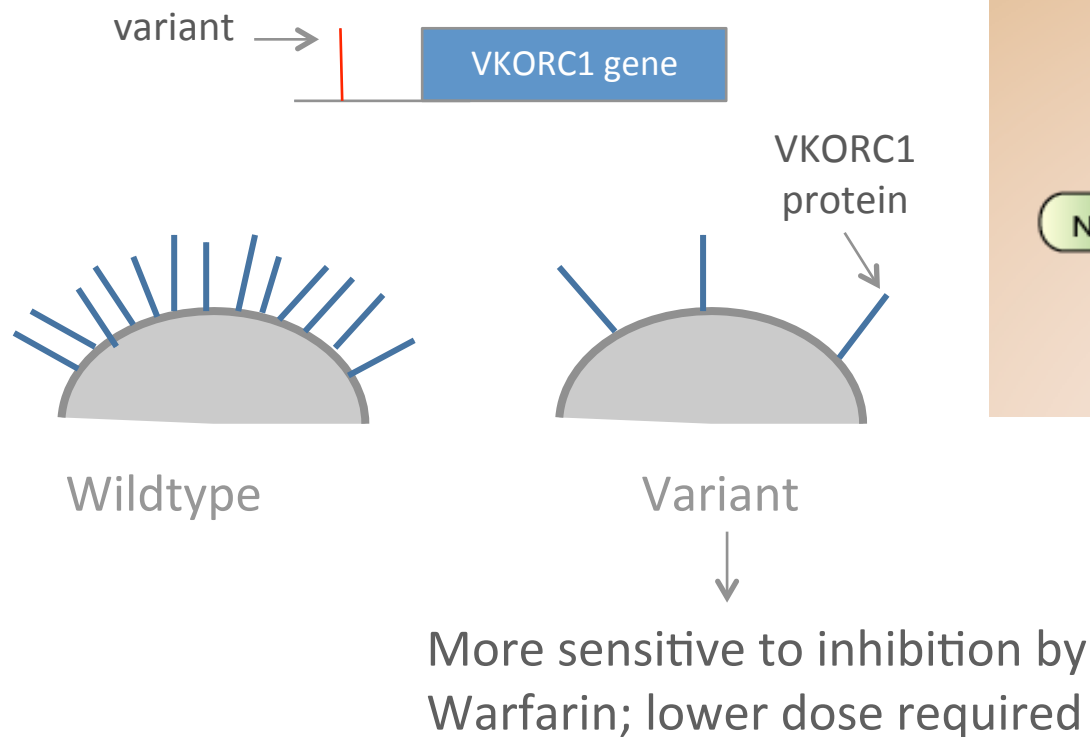 variant
VKORC1 gene
VKORC1
protein
N
Wildtype
Variant
More sensitive to inhibition by
Warfarin; lower dose required